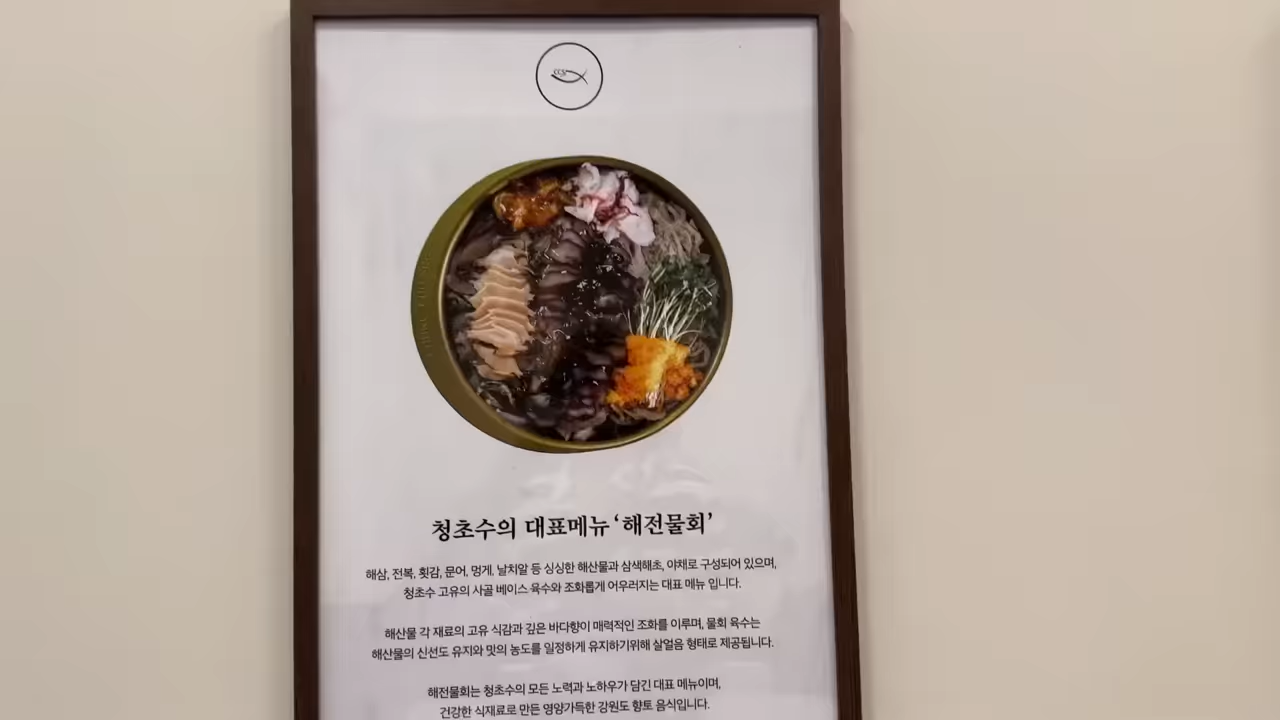 CCS
청초수의 대표메뉴 ‘해전물회’
해삼, 전복, 횟감, 문어, 멍게, 날치알 등 싱싱한 해산물과 삼색해초, 야채로 구성되어 있으며,
청초수 고유의 사골 베이스 육수와 조화롭게 어우러지는 대표 메뉴 입니다.
해산물 각 재료의 고유 식감과 깊은 바다향이 매력적인 조화를 이루며, 물회 육수는
해산물의 신선도 유지와 맛의 농도를 일정하게 유지하기위해 살얼음 형태로 제공됩니다.
해전물회는 청초수의 모든 노력과 노하우가 담긴 대표 메뉴이며,
건강한 식재료로 만든 영양가득한 강원도 향토 음식입니다.